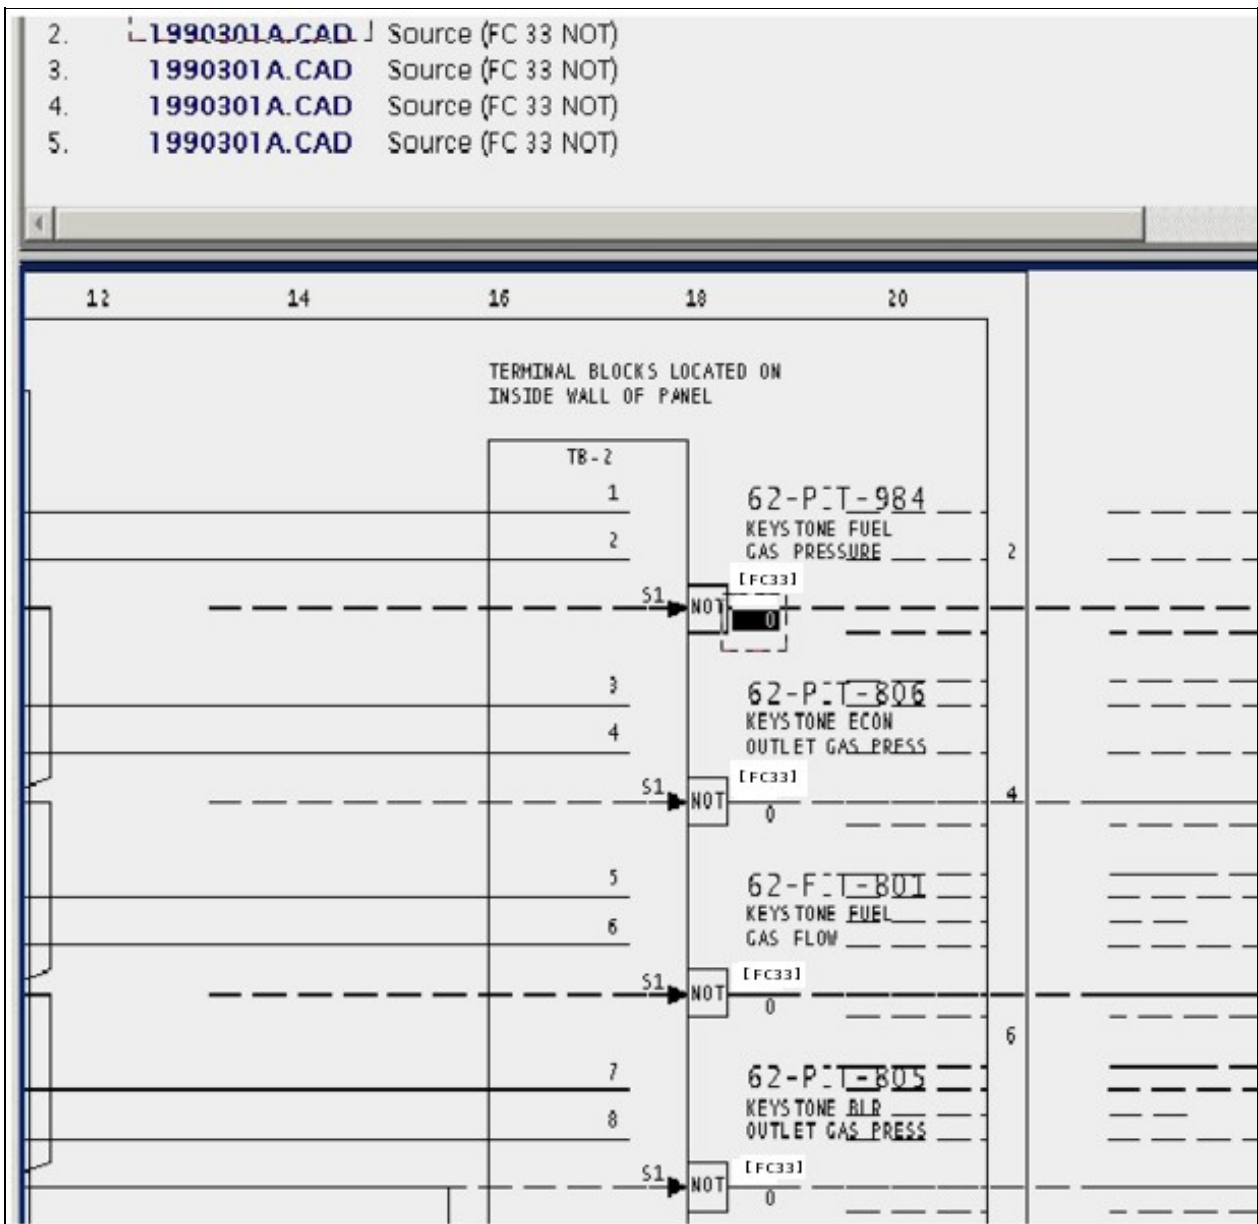 2. 1990301A.CAD Source (FC 33 NOT)
3. 1990301A.CAD Source (FC 33 NOT)
4. 1990301A.CAD Source (FC 33 NOT)
5. 1990301A.CAD Source (FC 33 NOT)
12 14 16 18 20
TERMINAL BLOCKS LOCATED ON
INSIDE WALL OF PANEL
TB-2
1
62-PIT-984
KEYSTONE FUEL
2
GAS PRESSURE
2
[FC33]
S1
NOT
0
3
62-PIT-806
KEYSTONE ECON
4
OUTLET GAS PRESS
[FC33]
S1
NOT
0
4
5
62-FIT-801
KEYSTONE FUEL
6
GAS FLOW
[FC33]
S1
NOT
0
6
7
62-PIT-805
KEYSTONE BLR
8
OUTLET GAS PRESS
[FC33]
S1
NOT
0